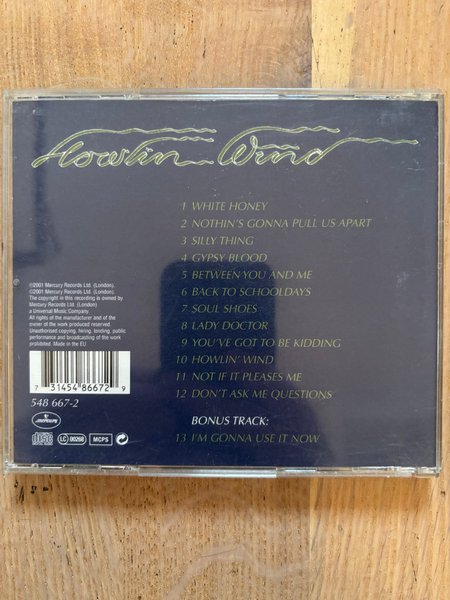 Howlin Wind
1 WHITE HONEY
2 NOTHIN'S GONNA PULL US APART
3 SILLY THING
4 GYPSY BLOOD
5 BETWEEN YOU AND ME
6 BACK TO SCHOOLDAYS
7 SOUL SHOES
8 LADY DOCTOR
9 YOU'VE GOT TO BE KIDDING
10 HOWLIN' WIND
11 NOT IF IT PLEASES ME
12 DON'T ASK ME QUESTIONS
BONUS TRACK:
13 I'M GONNA USE IT NOW
℗2001 Mercury Records Ltd. (London).
©2001 Mercury Records Ltd. (London).
The copyright in this recording is owned by
Mercury Records Ltd. (London)
a Universal Music Company.
All rights of the manufacturer and of the
owner of the work produced reserved.
Unauthorised copying, hiring, lending, public
performance and broadcasting of the work
prohibited. Made in the EU
7 31454 86672 9
548 667-2
mercury
COMPACT disc DIGITAL AUDIO
LC 00268
MCPS